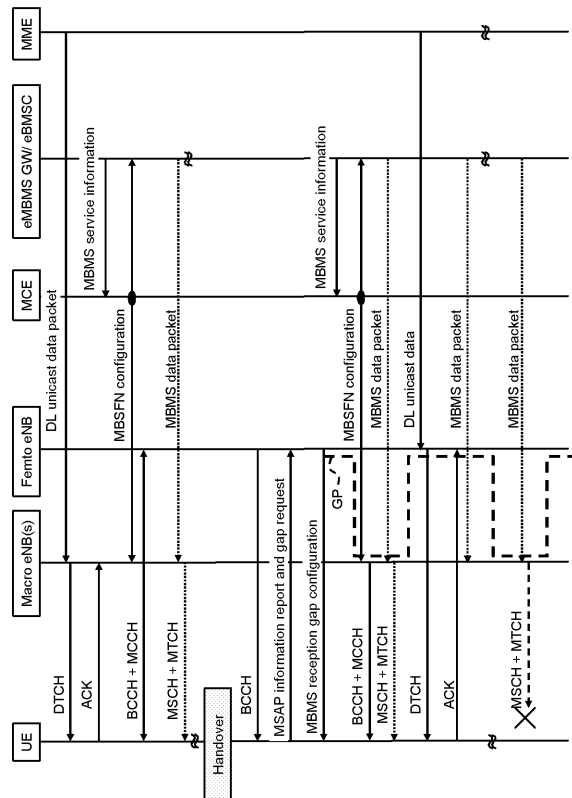 MME
eMBMS GW/ eBMSC
MCE
Femto eNB
Macro eNB(s)
UE
DL unicast data packet
DTCH
ACK
MBMS service information
MBSFN configuration
BCCH + MCCH
MBMS data packet
MSCH + MTCH
Handover
BCCH
MSAP information report and gap request
MBMS reception gap configuration
GP
MBMS service information
MBSFN configuration
BCCH + MCCH
MBMS data packet
MSCH + MTCH
DL unicast data
DTCH
ACK
MBMS data packet
MBMS data packet
MSCH + MTCH